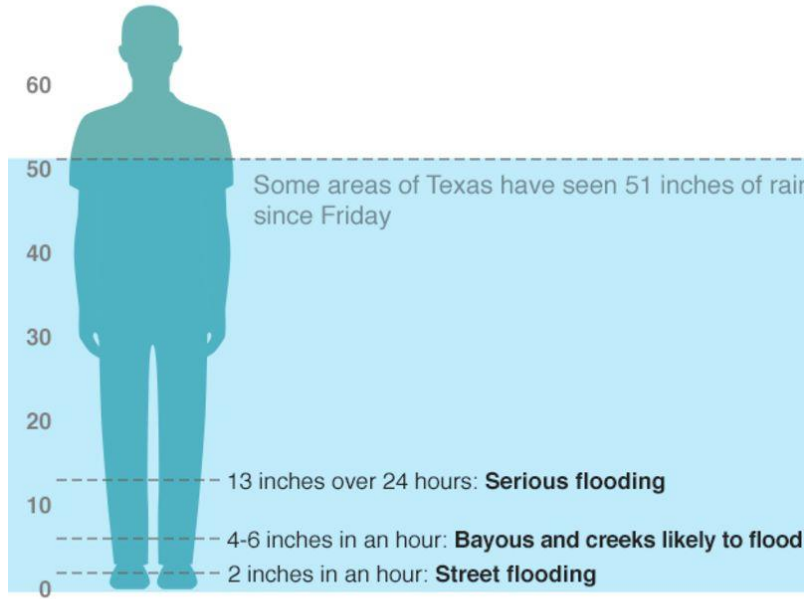 60
50
Some areas of Texas have seen 51 inches of rain
since Friday
40
30
20
13 inches over 24 hours: Serious flooding
10
4-6 inches in an hour: Bayous and creeks likely to flood
2 inches in an hour: Street flooding
0